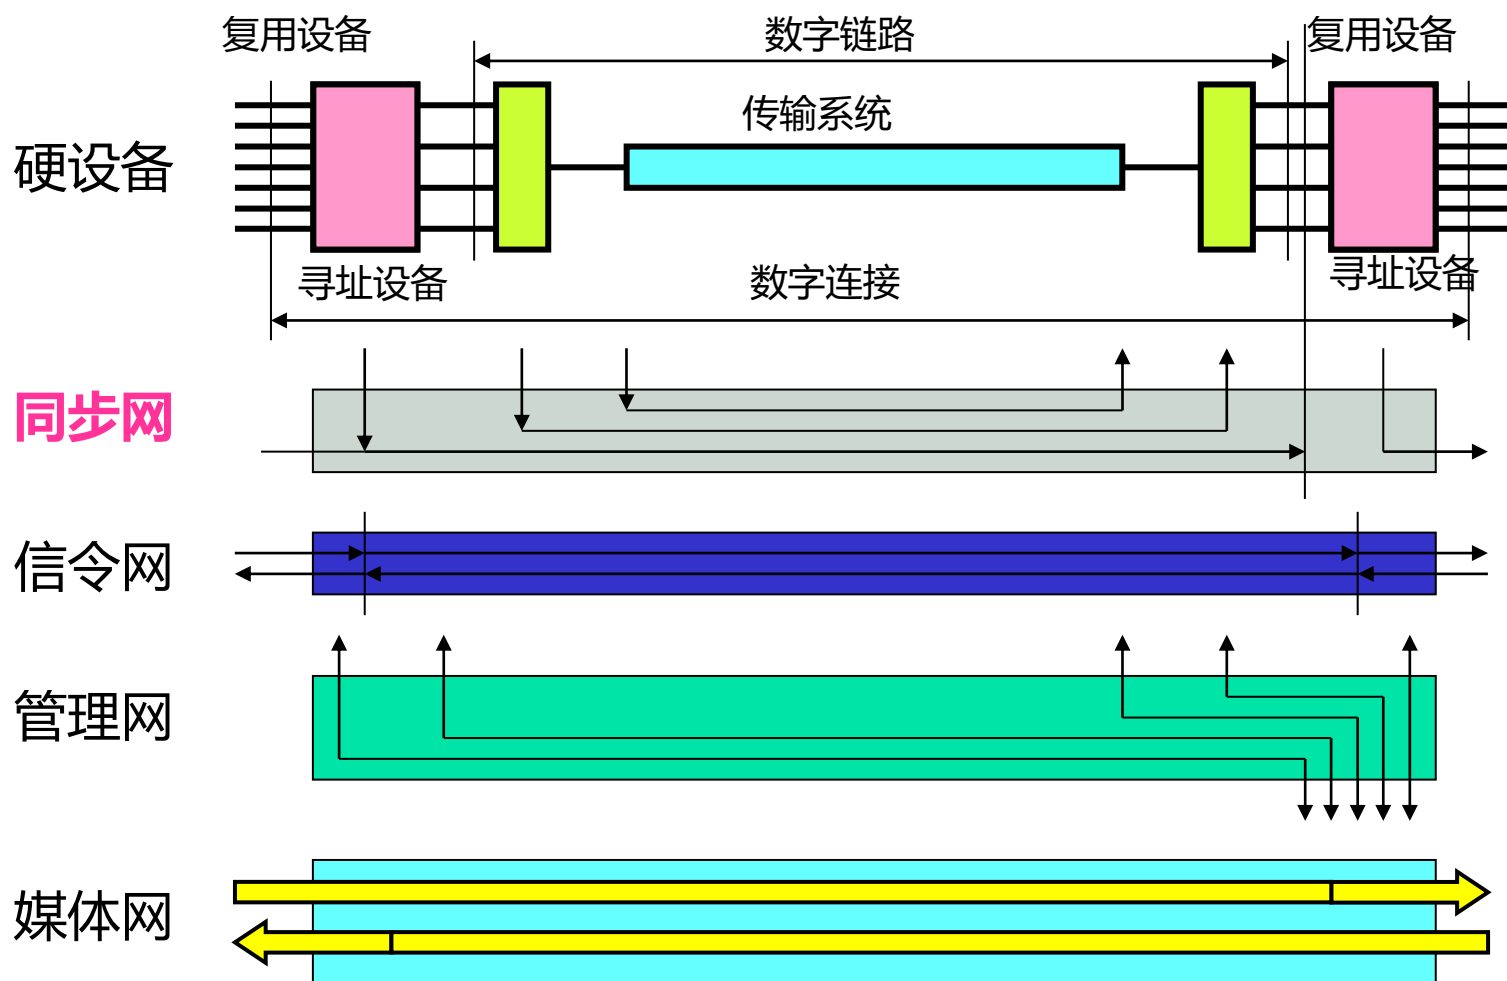 复用设备
数字链路
复用设备
传输系统
硬设备
寻址设备
数字连接
寻址设备
同步网
信令网
管理网
媒体网